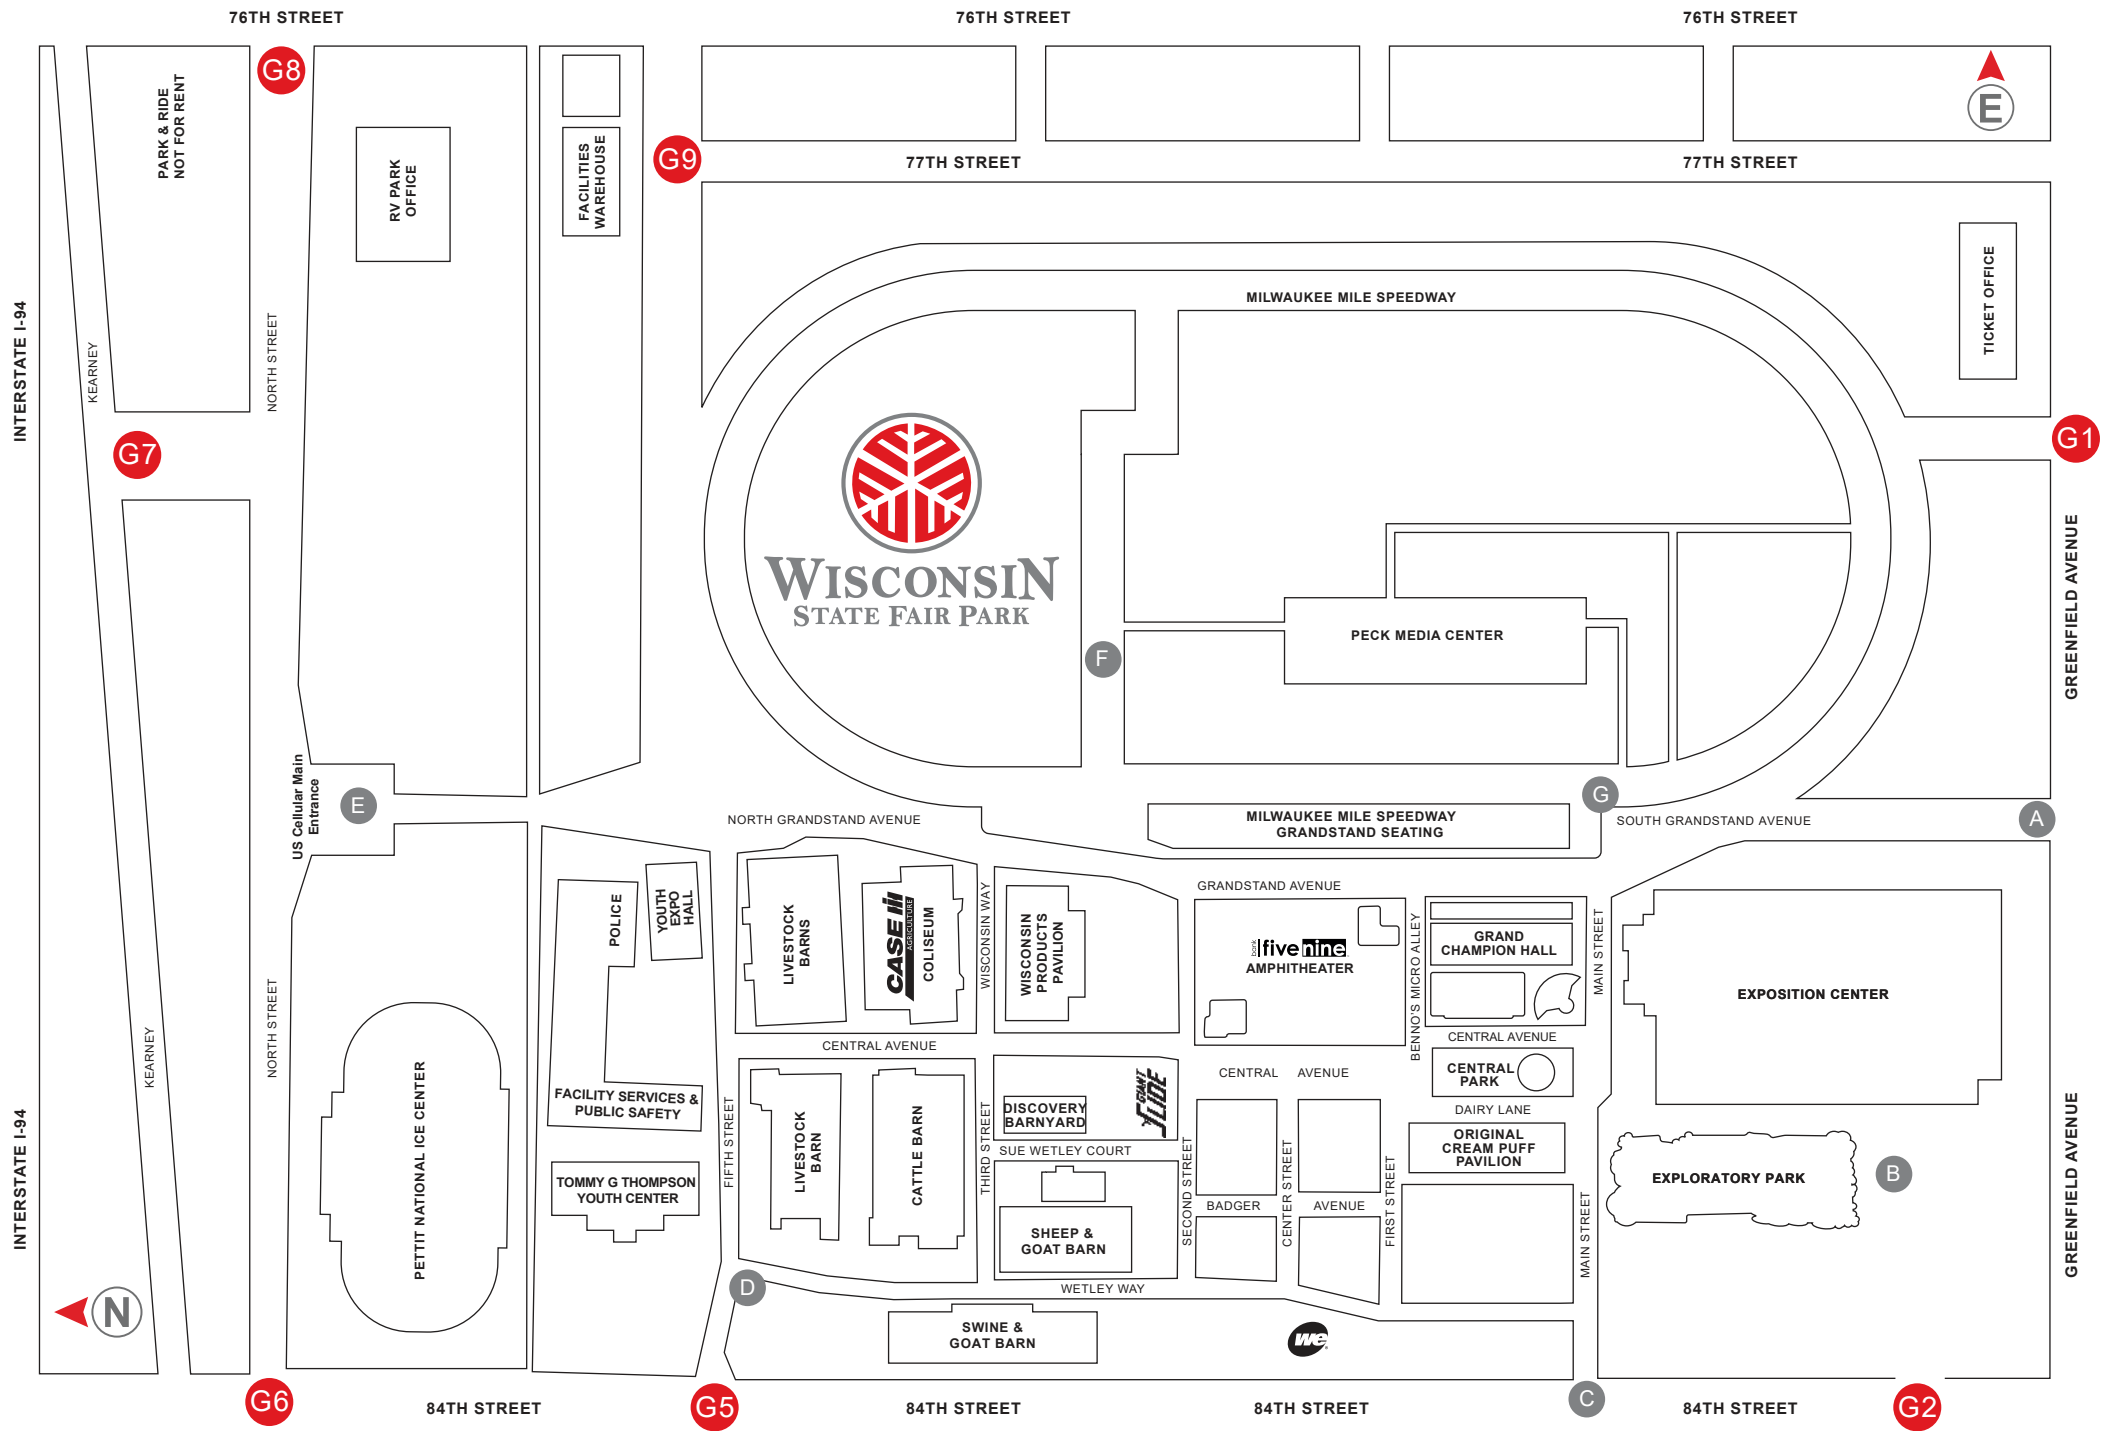 76TH STREET
76TH STREET
76TH STREET
G8
PARK & RIDE
NOT FOR RENT
RV PARK
OFFICE
FACILITIES
WAREHOUSE
G9
77TH STREET
77TH STREET
E
TICKET OFFICE
INTERSTATE I-94
KEARNEY
NORTH STREET
G7
MILWAUKEE MILE SPEEDWAY
G1
GREENFIELD AVENUE
WISCONSIN
STATE FAIR PARK
F
PECK MEDIA CENTER
US Cellular Main
Entrance
E
G
A
NORTH GRANDSTAND AVENUE
MILWAUKEE MILE SPEEDWAY
GRANDSTAND SEATING
SOUTH GRANDSTAND AVENUE
POLICE
YOUTH
EXPO
HALL
LIVESTOCK
BARNS
CASE IH
AGRICULTURE
COLISEUM
WISCONSIN WAY
WISCONSIN
PRODUCTS
PAVILION
GRANDSTAND AVENUE
bank
five nine
AMPHITHEATER
BENNO'S MICRO ALLEY
GRAND
CHAMPION HALL
MAIN STREET
EXPOSITION CENTER
NORTH STREET
KEARNEY
CENTRAL AVENUE
CENTRAL AVENUE
CENTRAL AVENUE
CENTRAL
PARK
PETTIT NATIONAL ICE CENTER
FACILITY SERVICES &
PUBLIC SAFETY
TOMMY G THOMPSON
YOUTH CENTER
FIFTH STREET
LIVESTOCK
BARN
CATTLE BARN
THIRD STREET
DISCOVERY
BARNYARD
GIANT
SLIDE
SUE WETLEY COURT
SHEEP &
GOAT BARN
SECOND STREET
CENTER STREET
BADGER AVENUE
FIRST STREET
DAIRY LANE
ORIGINAL
CREAM PUFF
PAVILION
MAIN STREET
EXPLORATORY PARK
B
INTERSTATE I-94
GREENFIELD AVENUE
N
D
WETLEY WAY
SWINE &
GOAT BARN
we
G6
84TH STREET
G5
84TH STREET
84TH STREET
C
84TH STREET
G2